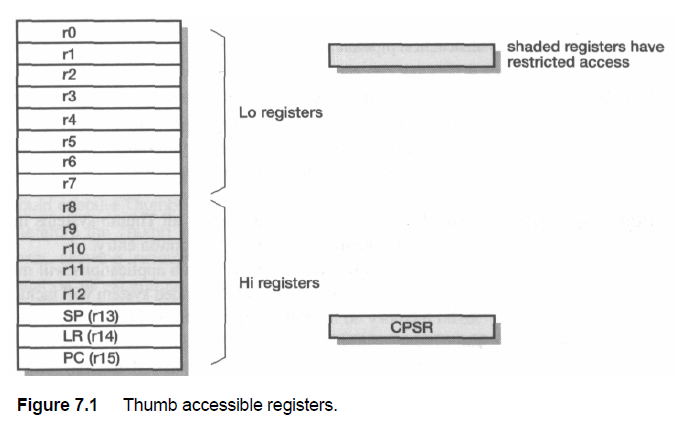 r0
r1
r2
r3
r4
r5
r6
r7
r8
r9
r10
r11
r12
SP (r13)
LR (r14)
PC (r15)
Lo registers
Hi registers
shaded registers have
restricted access
CPSR
Figure 7.1 Thumb accessible registers.